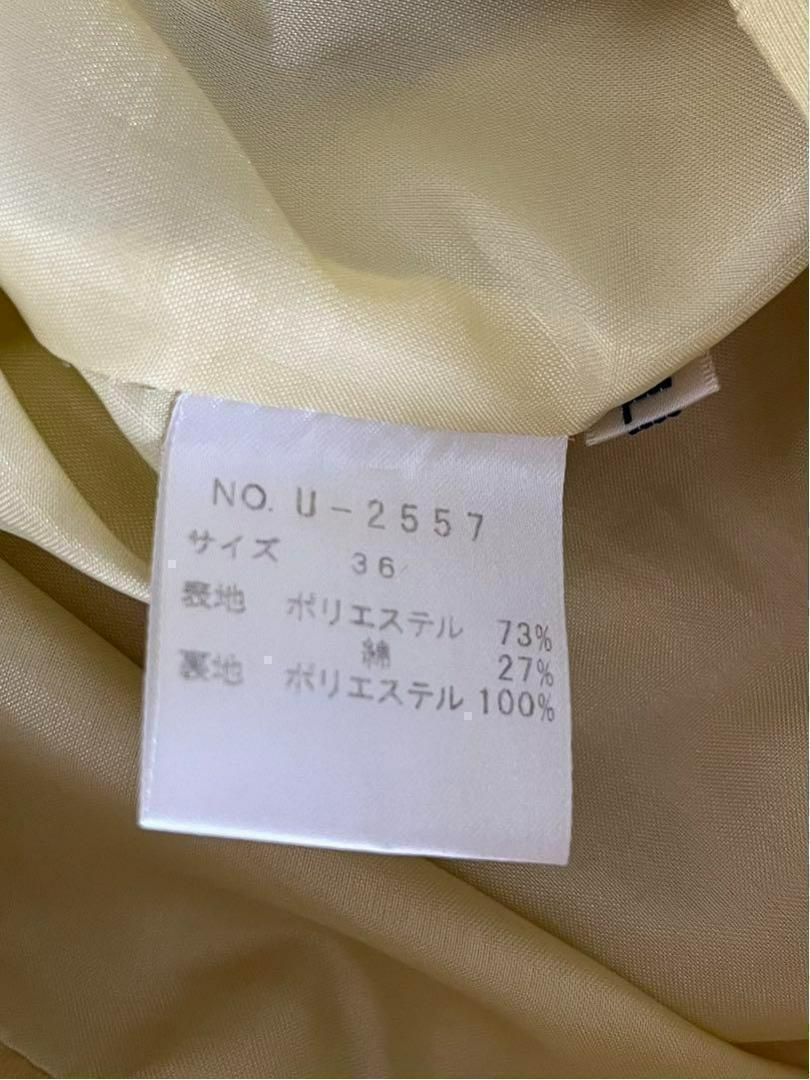 NO. U-2557
サイズ 36
表地 ポリエステル 73%
綿 27%
裏地 ポリエステル 100%